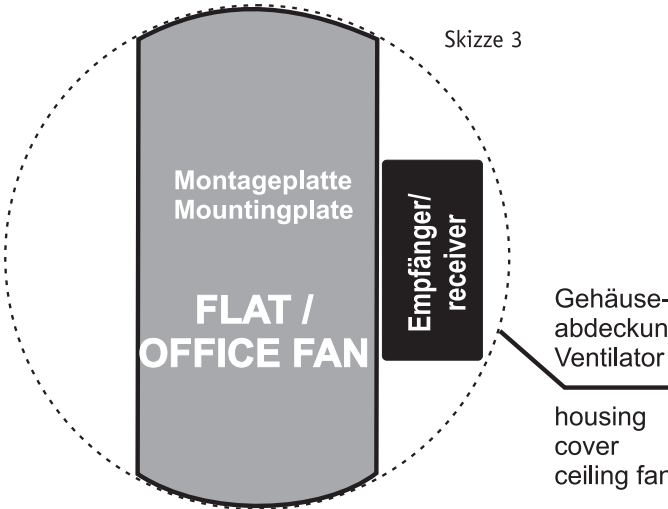 Skizze 3
Montageplatte
Mountingplate
FLAT /
OFFICE FAN
Empfänger/
receiver
Gehäuse-
abdeckun
Ventilator
housing
cover
ceiling fan